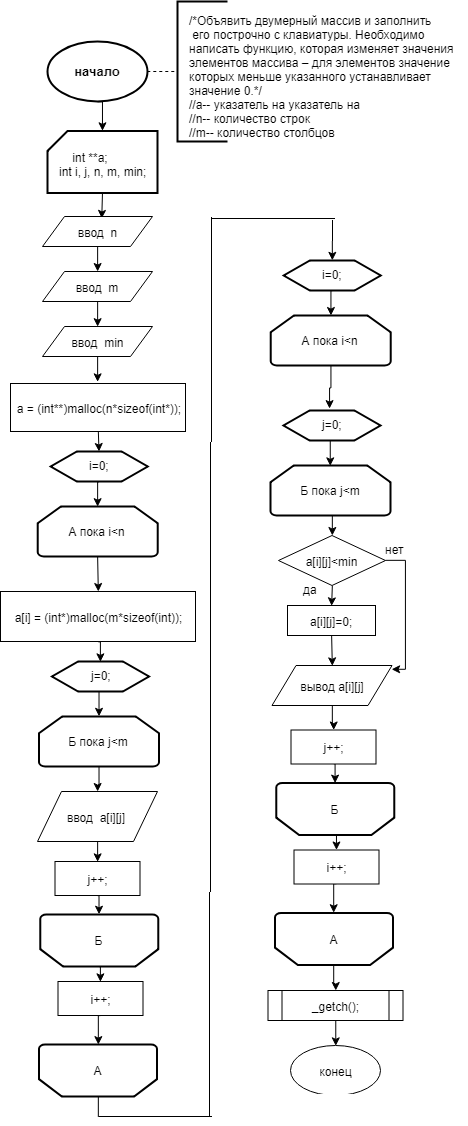 /*Объявить двумерный массив и заполнить
его построчно с клавиатуры. Необходимо
написать функцию, которая изменяет значения
элементов массива – для элементов значение
которых меньше указанного устанавливает
значение 0.*/
//a-- указатель на указатель на
//n-- количество строк
//m-- количество столбцов
начало
int **a;
int i, j, n, m, min;
ввод n
ввод m
ввод min
a = (int**)malloc(n*sizeof(int*));
i=0;
А пока i<n
a[i] = (int*)malloc(m*sizeof(int));
j=0;
Б пока j<m
ввод a[i][j]
j++;
Б
i++;
А
i=0;
А пока i<n
j=0;
Б пока j<m
a[i][j]<min
нет
да
a[i][j]=0;
вывод a[i][j]
j++;
Б
i++;
А
_getch();
конец